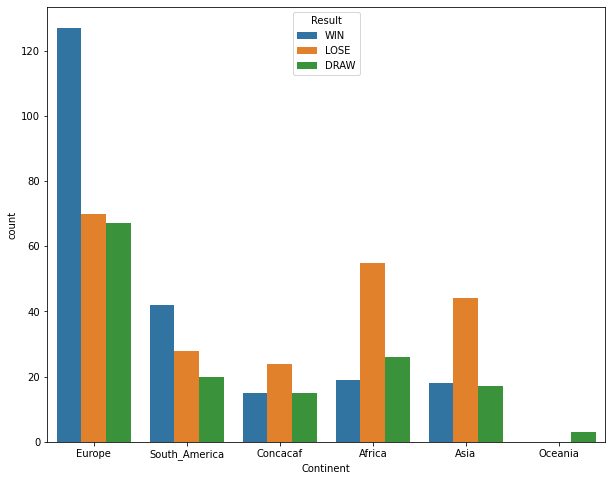 Result
WIN
LOSE
DRAW
120
100
80
60
40
20
0
count
Europe South_America Concacaf Africa Asia Oceania
Continent